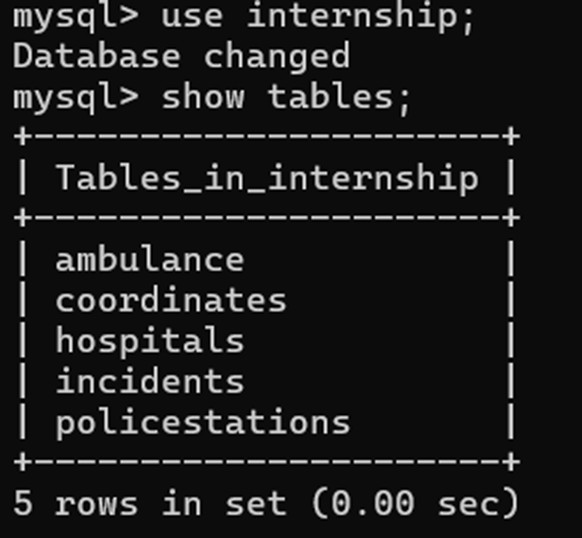 mysql> use internship;
Database changed
mysql> show tables;
+----------------------+
| Tables_in_internship |
+----------------------+
| ambulance            |
| coordinates          |
| hospitals            |
| incidents            |
| policestations       |
+----------------------+
5 rows in set (0.00 sec)